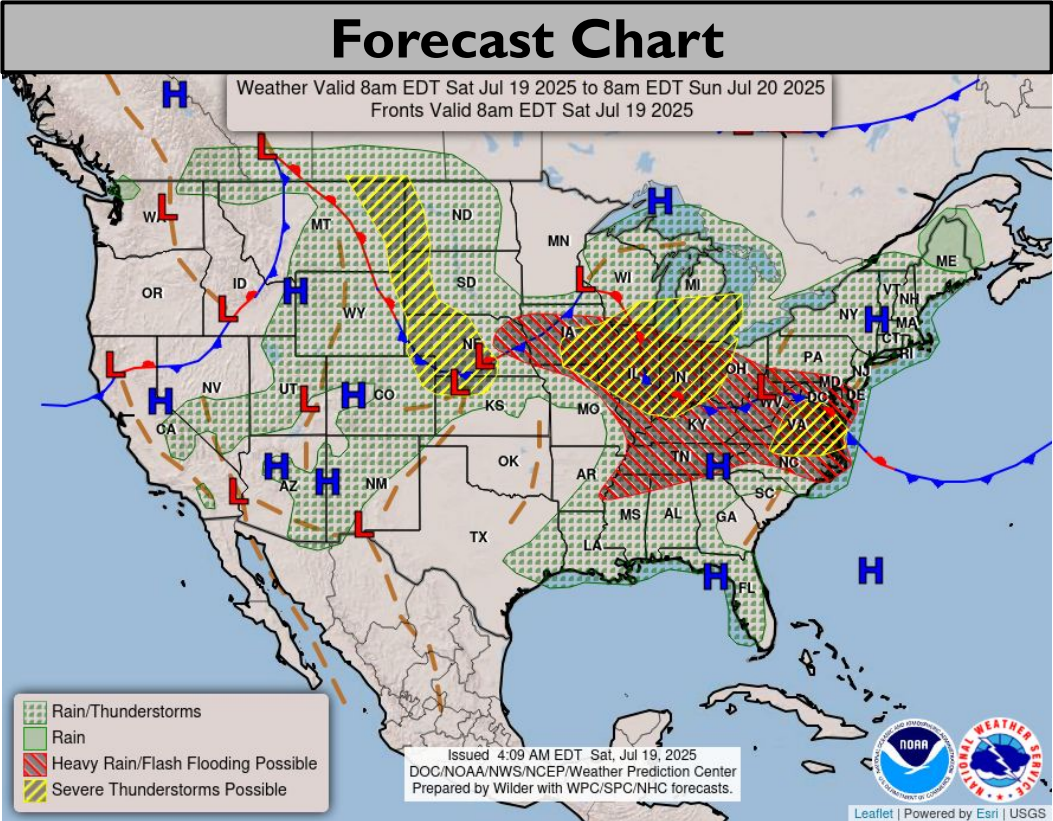 Forecast Chart
Weather Valid 8am EDT Sat Jul 19 2025 to 8am EDT Sun Jul 20 2025
Fronts Valid 8am EDT Sat Jul 19 2025
H
L
H
L
WA
MT
ND
MN
ME
OR
ID
H
L
WY
SD
L
WI
MI
VT
NH
NY
H
MA
CT
RI
L
NV
H
UT
L
H
CO
NE
L
L
IA
IL
IN
OH
PA
NJ
L
MD
DC
DE
WV
VA
CA
KS
MO
KY
H
AZ
H
NM
OK
AR
TN
H
NC
SC
L
L
TX
LA
MS
AL
GA
H
FL
H
Rain/Thunderstorms
Rain
Heavy Rain/Flash Flooding Possible
Severe Thunderstorms Possible
Issued 4:09 AM EDT Sat, Jul 19, 2025
DOC/NOAA/NWS/NCEP/Weather Prediction Center
Prepared by Wilder with WPC/SPC/NHC forecasts.
NOAA
NATIONAL WEATHER SERVICE
Leaflet | Powered by Esri | USGS